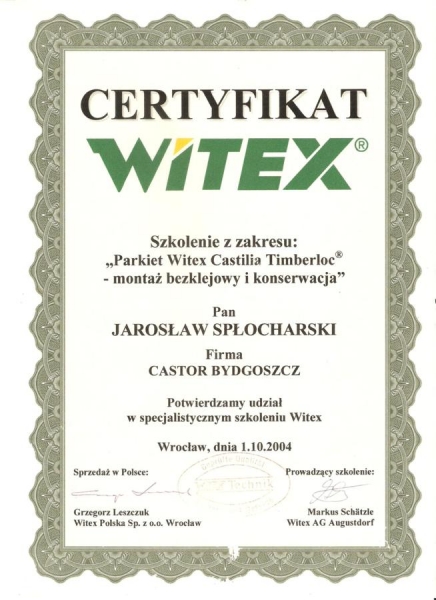 CERTYFIKAT
WiTEX®
Szkolenie z zakresu:
„Parkiet Witex Castilia Timberloc®
- montaż bezklejowy i konserwacja”
Pan
JAROSŁAW SPŁOCHARSKI
Firma
CASTOR BYDGOSZCZ
Potwierdzamy udział
w specjalistycznym szkoleniu Witex
Wrocław, dnia 1.10.2004
Sprzedaż w Polsce:
Prowadzący szkolenie:
Technik
Grzegorz Leszczuk
Witex Polska Sp. z o.o. Wrocław
Markus Schätzle
Witex AG Augustdorf